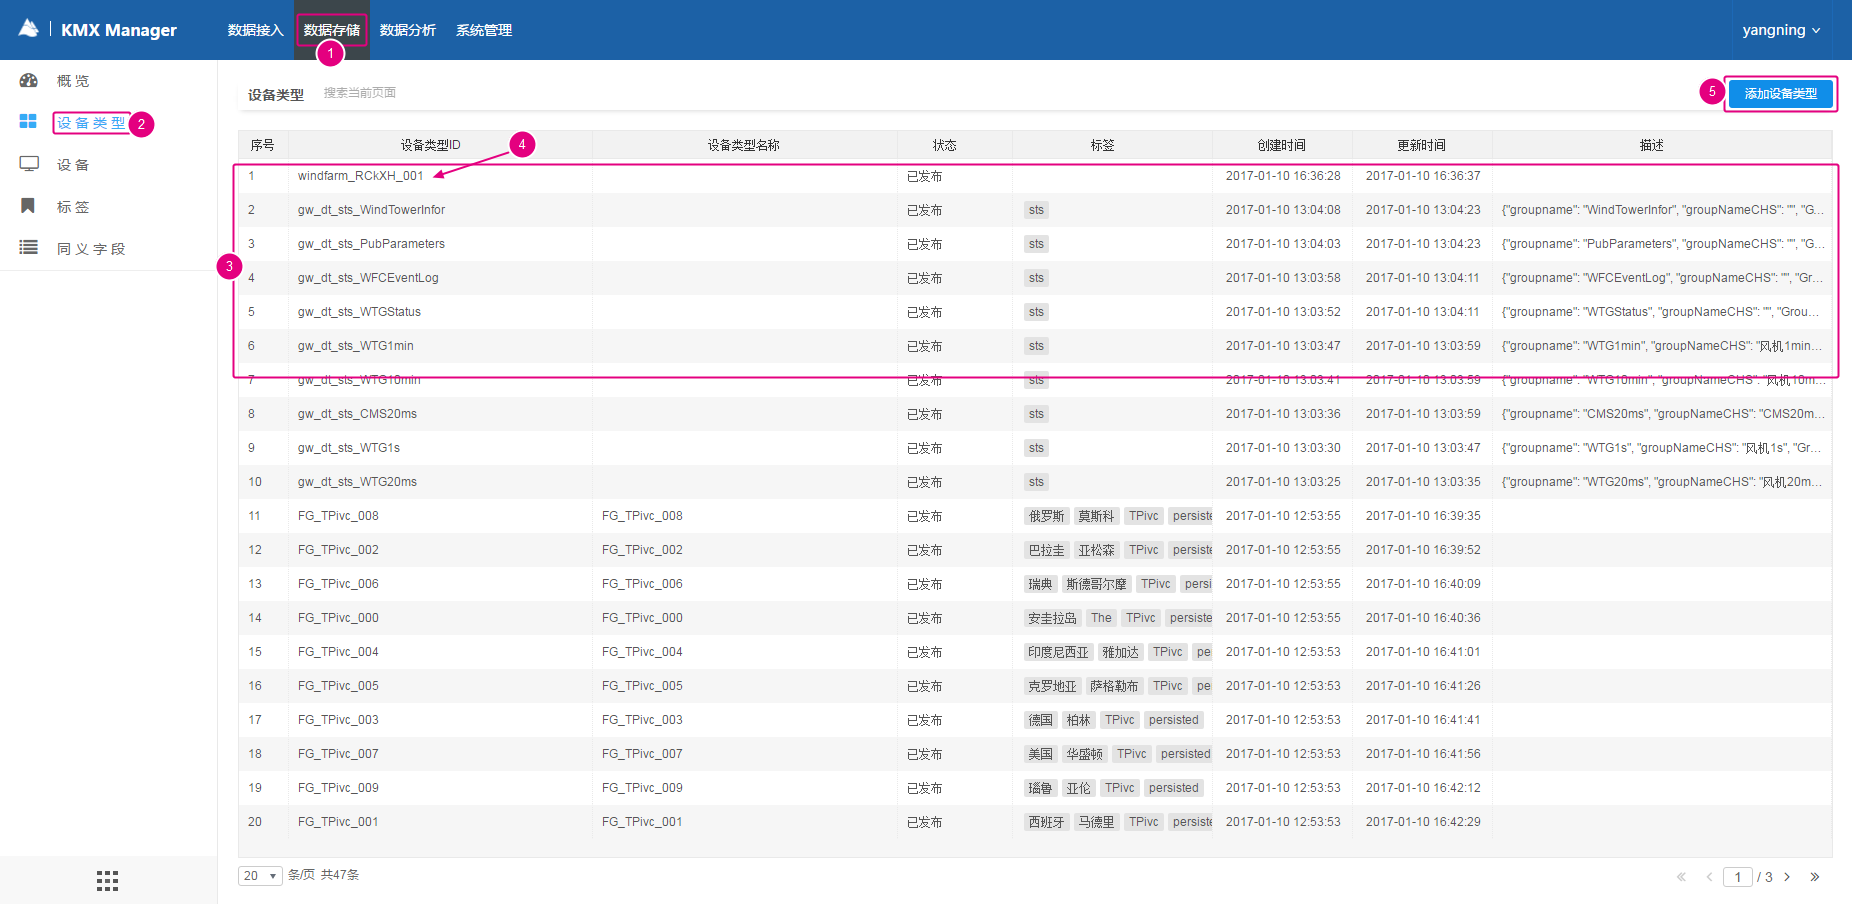 KMX Manager 数据接入 数据存储 数据分析 系统管理 yangning
1
概览
设备类型 2
设备
标签
同义字段
设备类型 搜索当前页面 5 添加设备类型
序号 设备类型ID 4 设备类型名称 状态 标签 创建时间 更新时间 描述
3
1 windfarm_RCkXH_001 已发布 2017-01-10 16:36:28 2017-01-10 16:36:37
2 gw_dt_sts_WindTowerInfor 已发布 sts 2017-01-10 13:04:08 2017-01-10 13:04:23 {"groupname": "WindTowerInfor", "groupNameCHS": "", "G...
3 gw_dt_sts_PubParameters 已发布 sts 2017-01-10 13:04:03 2017-01-10 13:04:23 {"groupname": "PubParameters", "groupNameCHS": "", "G...
4 gw_dt_sts_WFCEventLog 已发布 sts 2017-01-10 13:03:58 2017-01-10 13:04:11 {"groupname": "WFCEventLog", "groupNameCHS": "", "Gr...
5 gw_dt_sts_WTGStatus 已发布 sts 2017-01-10 13:03:52 2017-01-10 13:04:11 {"groupname": "WTGStatus", "groupNameCHS": "", "Grou...
6 gw_dt_sts_WTG1min 已发布 sts 2017-01-10 13:03:47 2017-01-10 13:03:59 {"groupname": "WTG1min", "groupNameCHS": "风机1min...
7 gw_dt_sts_WTG10min 已发布 sts 2017-01-10 13:03:41 2017-01-10 13:03:59 {"groupname": "WTG10min", "groupNameCHS": "风机10m...
8 gw_dt_sts_CMS20ms 已发布 sts 2017-01-10 13:03:36 2017-01-10 13:03:59 {"groupname": "CMS20ms", "groupNameCHS": "CMS20m...
9 gw_dt_sts_WTG1s 已发布 sts 2017-01-10 13:03:30 2017-01-10 13:03:47 {"groupname": "WTG1s", "groupNameCHS": "风机1s", "Gr...
10 gw_dt_sts_WTG20ms 已发布 sts 2017-01-10 13:03:25 2017-01-10 13:03:35 {"groupname": "WTG20ms", "groupNameCHS": "风机20m...
11 FG_TPivc_008 FG_TPivc_008 已发布 俄罗斯 莫斯科 TPivc persiste 2017-01-10 12:53:55 2017-01-10 16:39:35
12 FG_TPivc_002 FG_TPivc_002 已发布 巴拉圭 亚松森 TPivc persiste 2017-01-10 12:53:55 2017-01-10 16:39:52
13 FG_TPivc_006 FG_TPivc_006 已发布 瑞典 斯德哥尔摩 TPivc persi 2017-01-10 12:53:55 2017-01-10 16:40:09
14 FG_TPivc_000 FG_TPivc_000 已发布 安圭拉岛 The TPivc persiste 2017-01-10 12:53:55 2017-01-10 16:40:36
15 FG_TPivc_004 FG_TPivc_004 已发布 印度尼西亚 雅加达 TPivc pe 2017-01-10 12:53:53 2017-01-10 16:41:01
16 FG_TPivc_005 FG_TPivc_005 已发布 克罗地亚 萨格勒布 TPivc pe 2017-01-10 12:53:53 2017-01-10 16:41:26
17 FG_TPivc_003 FG_TPivc_003 已发布 德国 柏林 TPivc persisted 2017-01-10 12:53:53 2017-01-10 16:41:41
18 FG_TPivc_007 FG_TPivc_007 已发布 美国 华盛顿 TPivc persisted 2017-01-10 12:53:53 2017-01-10 16:41:56
19 FG_TPivc_009 FG_TPivc_009 已发布 瑙鲁 亚伦 TPivc persisted 2017-01-10 12:53:53 2017-01-10 16:42:12
20 FG_TPivc_001 FG_TPivc_001 已发布 西班牙 马德里 TPivc persiste 2017-01-10 12:53:53 2017-01-10 16:42:29
20 条/页 共47条 « ‹ 1 / 3 › »